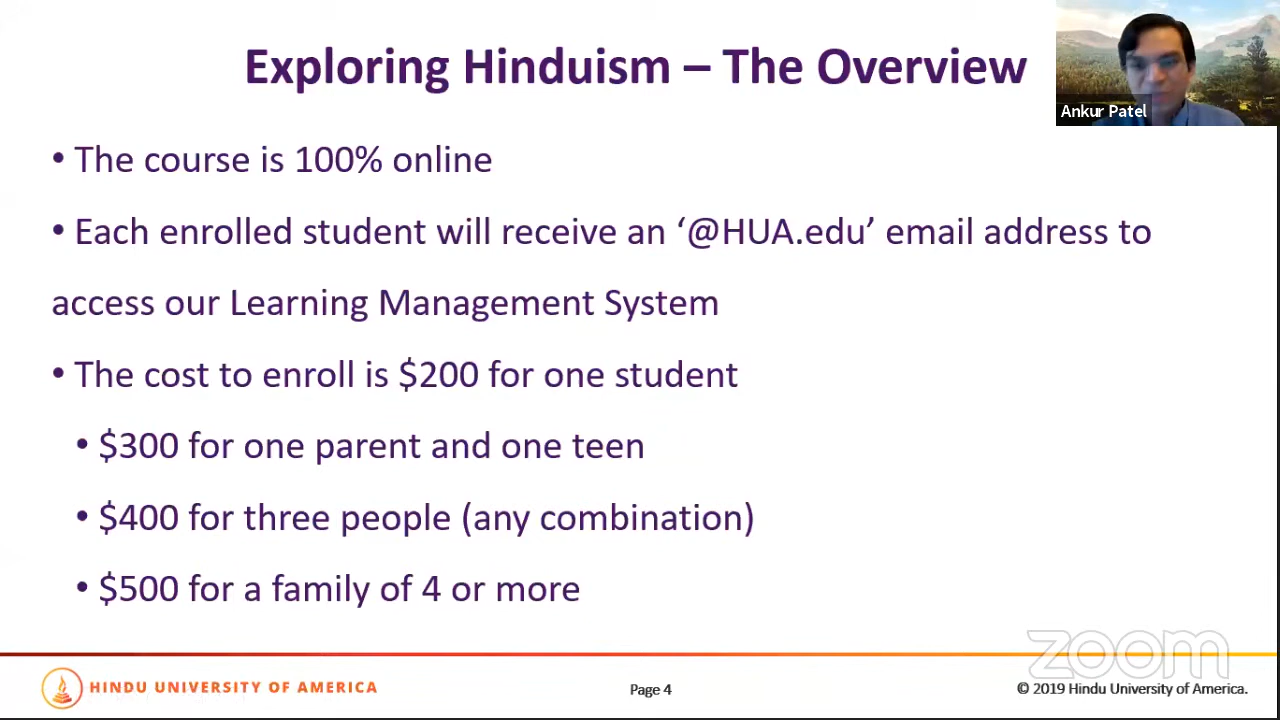 Exploring Hinduism – The Overview
Ankur Patel
• The course is 100% online
• Each enrolled student will receive an ‘@HUA.edu’ email address to
access our Learning Management System
• The cost to enroll is $200 for one student
• $300 for one parent and one teen
• $400 for three people (any combination)
• $500 for a family of 4 or more
zoom
HINDU UNIVERSITY OF AMERICA
Page 4
© 2019 Hindu University of America.